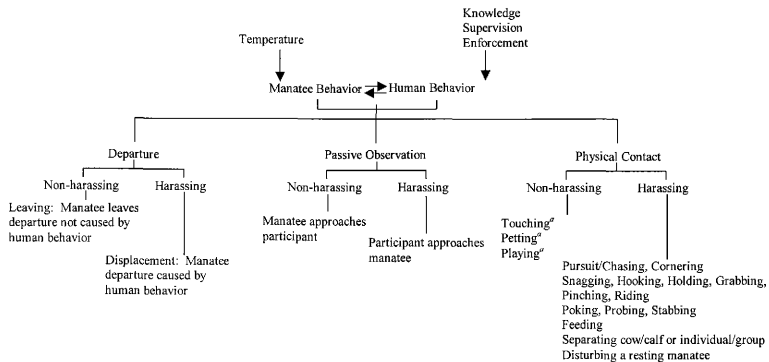 Knowledge
Supervision
Enforcement
Temperature
Manatee Behavior Human Behavior
Departure
Passive Observation
Physical Contact
Non-harassing Harassing
Non-harassing Harassing
Non-harassing Harassing
Leaving: Manatee leaves
departure not caused by
human behavior
Displacement: Manatee
departure caused by
human behavior
Manatee approaches
participant
Participant approaches
manatee
Touchingᵃ
Pettingᵃ
Playingᵃ
Pursuit/Chasing, Cornering
Snagging, Hooking, Holding, Grabbing,
Pinching, Riding
Poking, Probing, Stabbing
Feeding
Separating cow/calf or individual/group
Disturbing a resting manatee